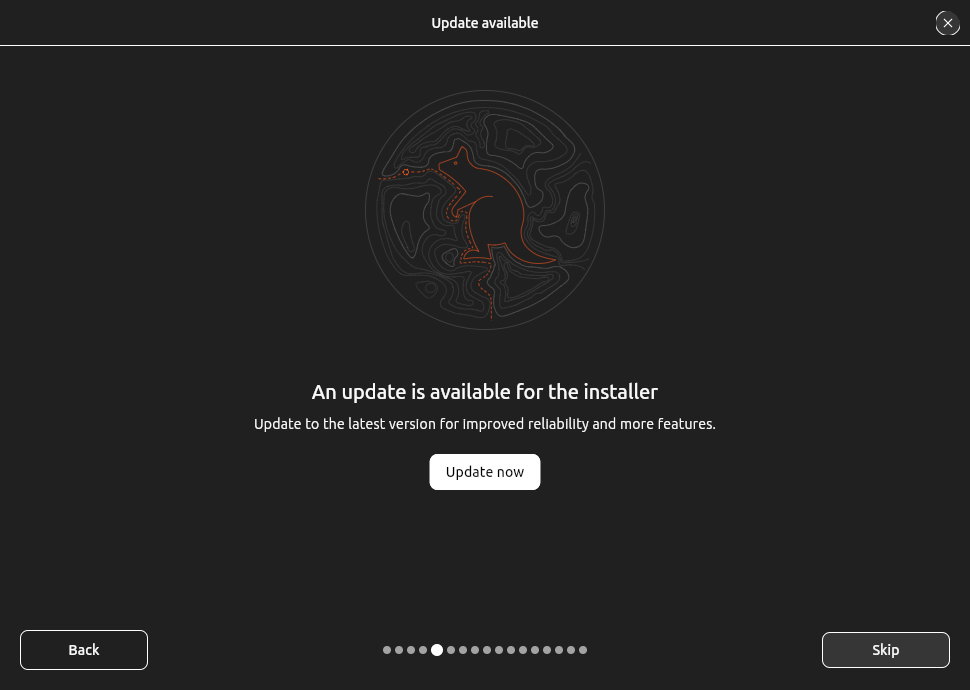 Update available
An update is available for the installer
Update to the latest version for improved reliability and more features.
Update now
Back
Skip